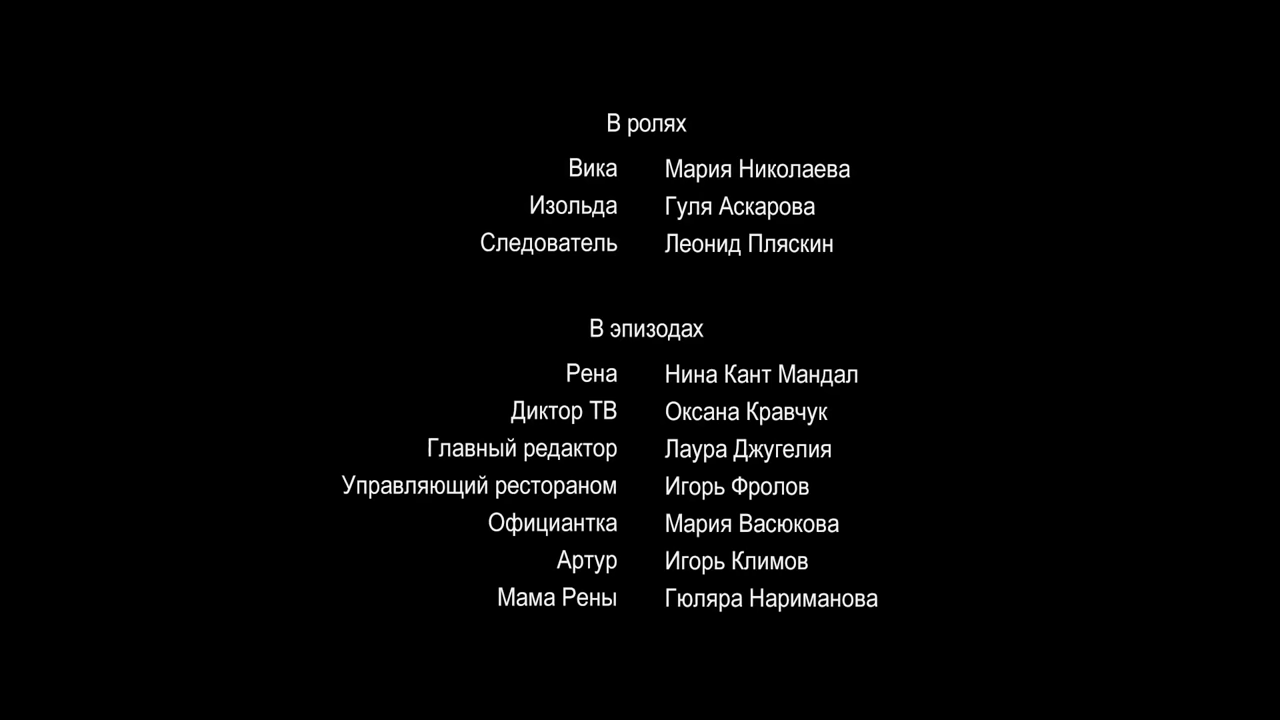 В ролях
Вика Мария Николаева
Изольда Гуля Аскарова
Следователь Леонид Пляскин
В эпизодах
Рена Нина Кант Мандал
Диктор ТВ Оксана Кравчук
Главный редактор Лаура Джугелия
Управляющий рестораном Игорь Фролов
Официантка Мария Васюкова
Артур Игорь Климов
Мама Рены Гюляра Нариманова